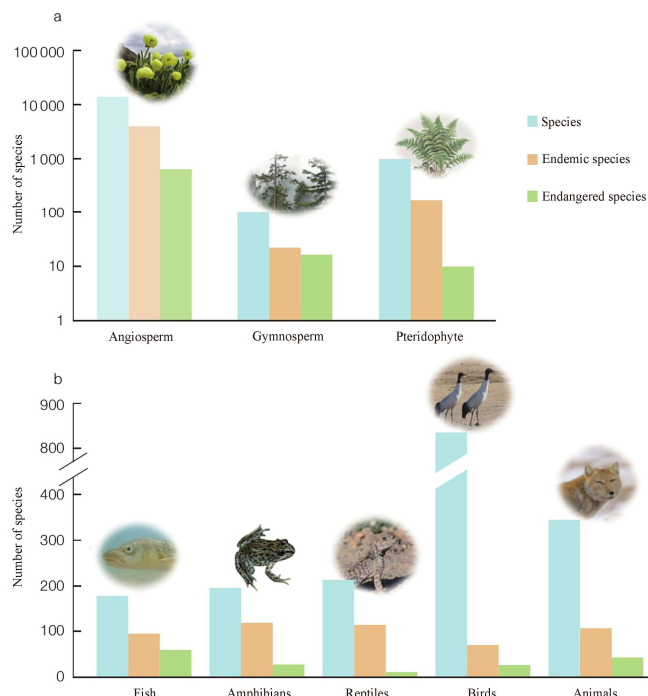 a
100 000
10 000
1 000
100
10
1
Number of species
Angiosperm Gymnosperm Pteridophyte
Species
Endemic species
Endangered species
b
900
800
400
300
200
100
0
Number of species
Fish Amphibians Reptiles Birds Animals